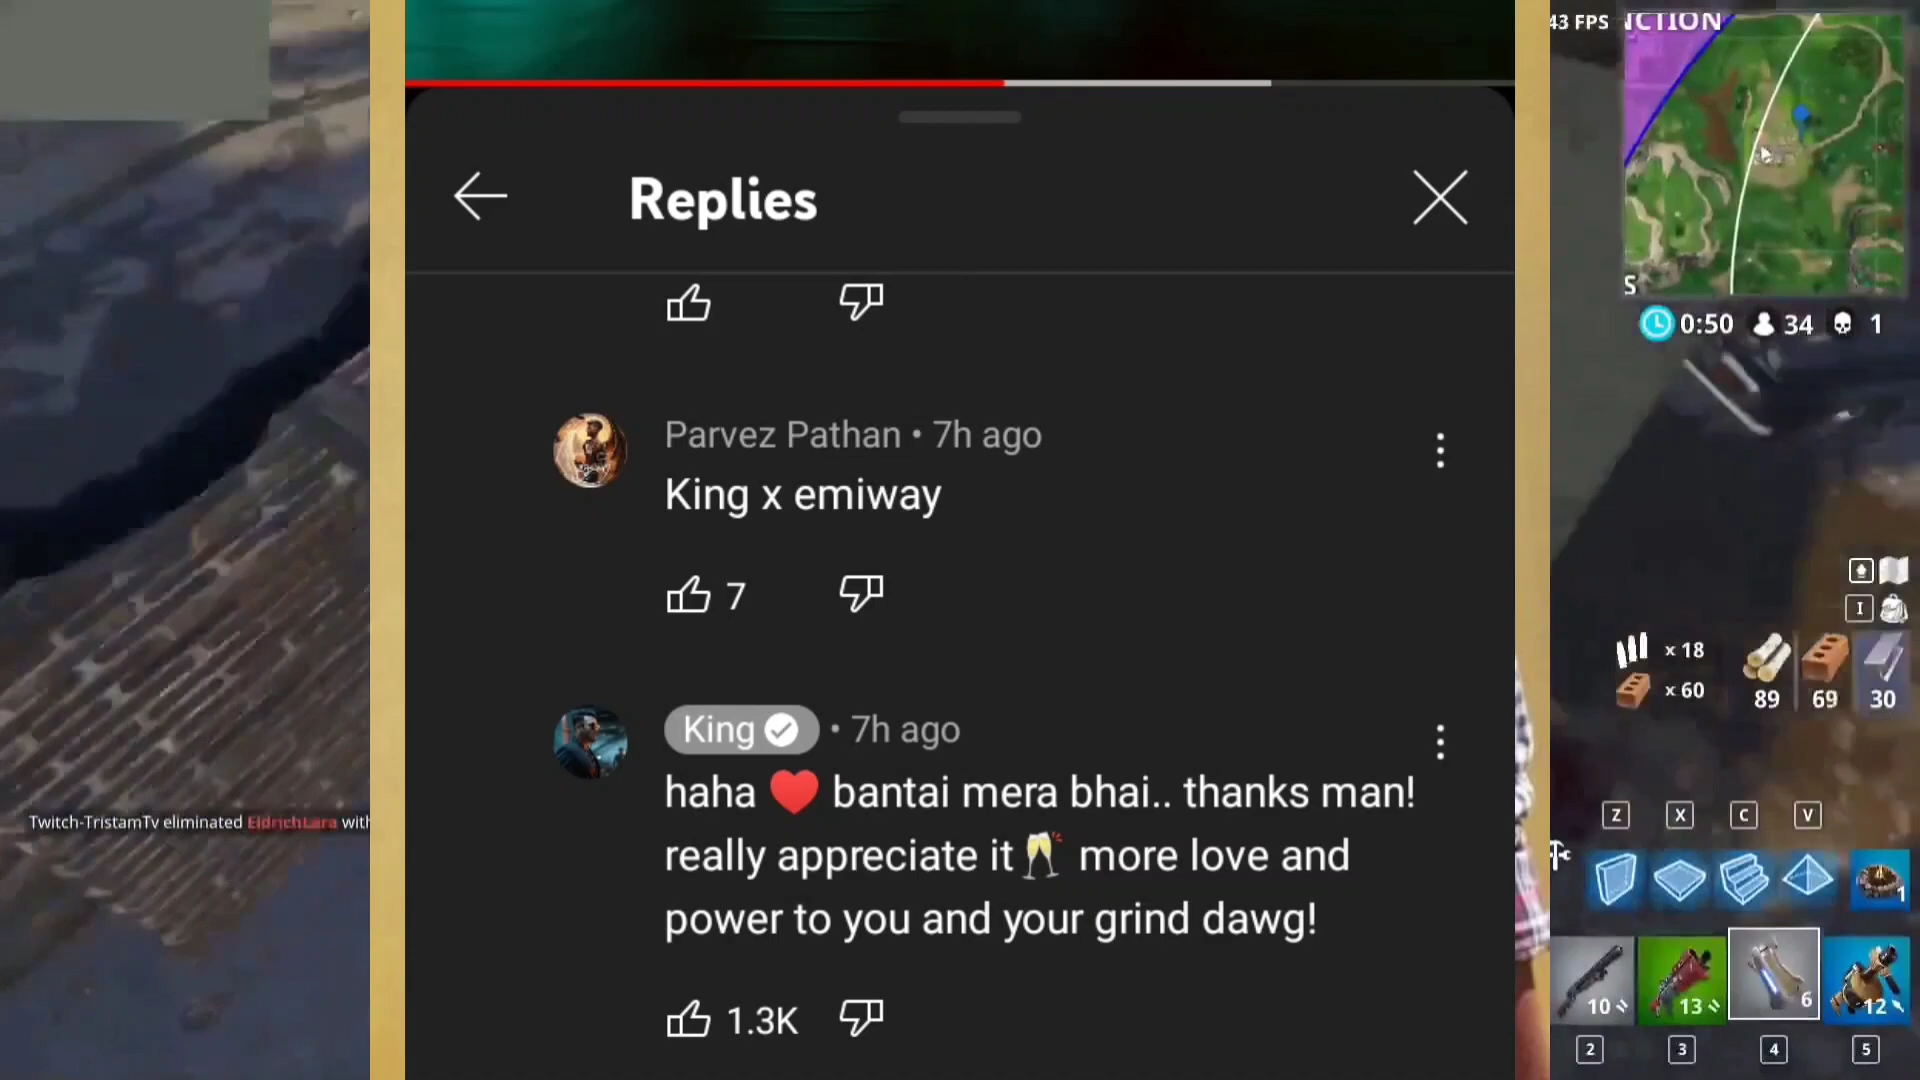 43 FPS
NCTION
Replies
S
0:50 34 1
Parvez Pathan • 7h ago
King x emiway
7
I
x 18
x 60
89 69 30
King • 7h ago
haha ❤️ bantai mera bhai.. thanks man!
really appreciate it🥂 more love and
power to you and your grind dawg!
1.3K
Twitch-TristamTv eliminated EldrichLara with
Z X C V
1
10 13 6 12
2 3 4 5